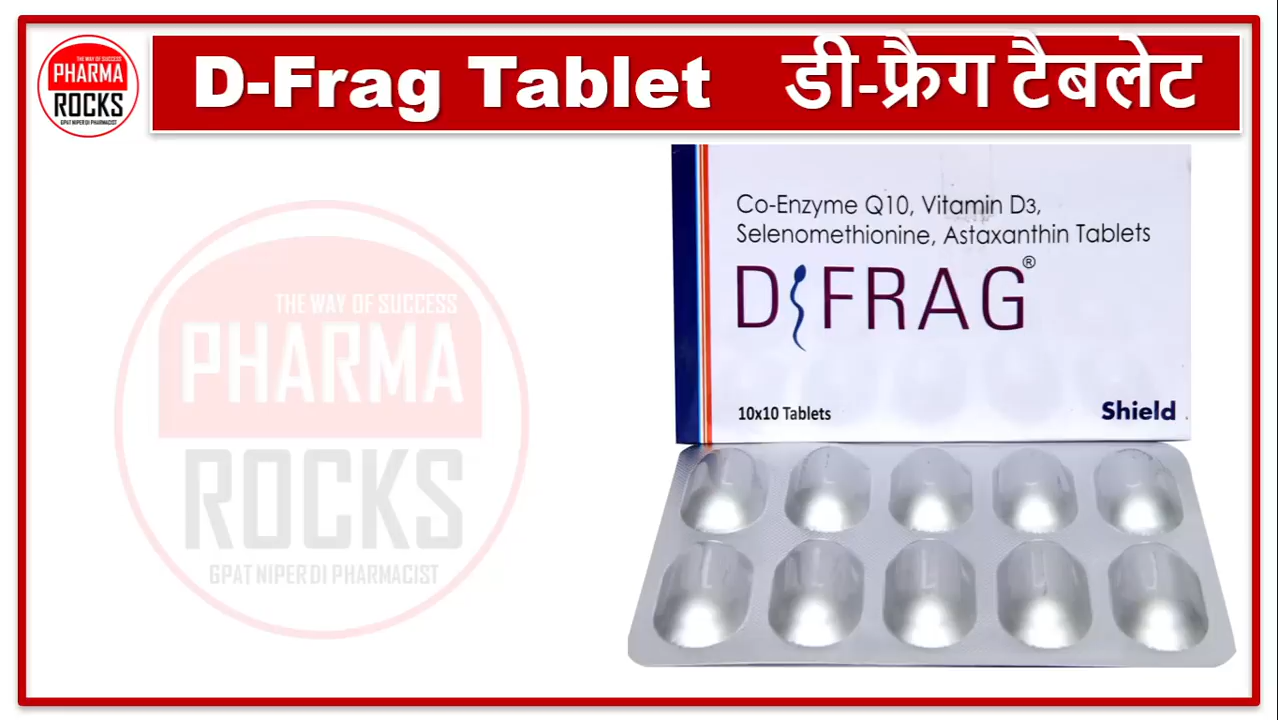 THE WAY OF SUCCESS
PHARMA
ROCKS
GPAT NIPER DI PHARMACIST
D-Frag Tablet डी-फ्रैग टैबलेट
Co-Enzyme Q10, Vitamin D3,
Selenomethionine, Astaxanthin Tablets
D FRAG®
10x10 Tablets
Shield
THE WAY OF SUCCESS
PHARMA
ROCKS
GPAT NIPER DI PHARMACIST